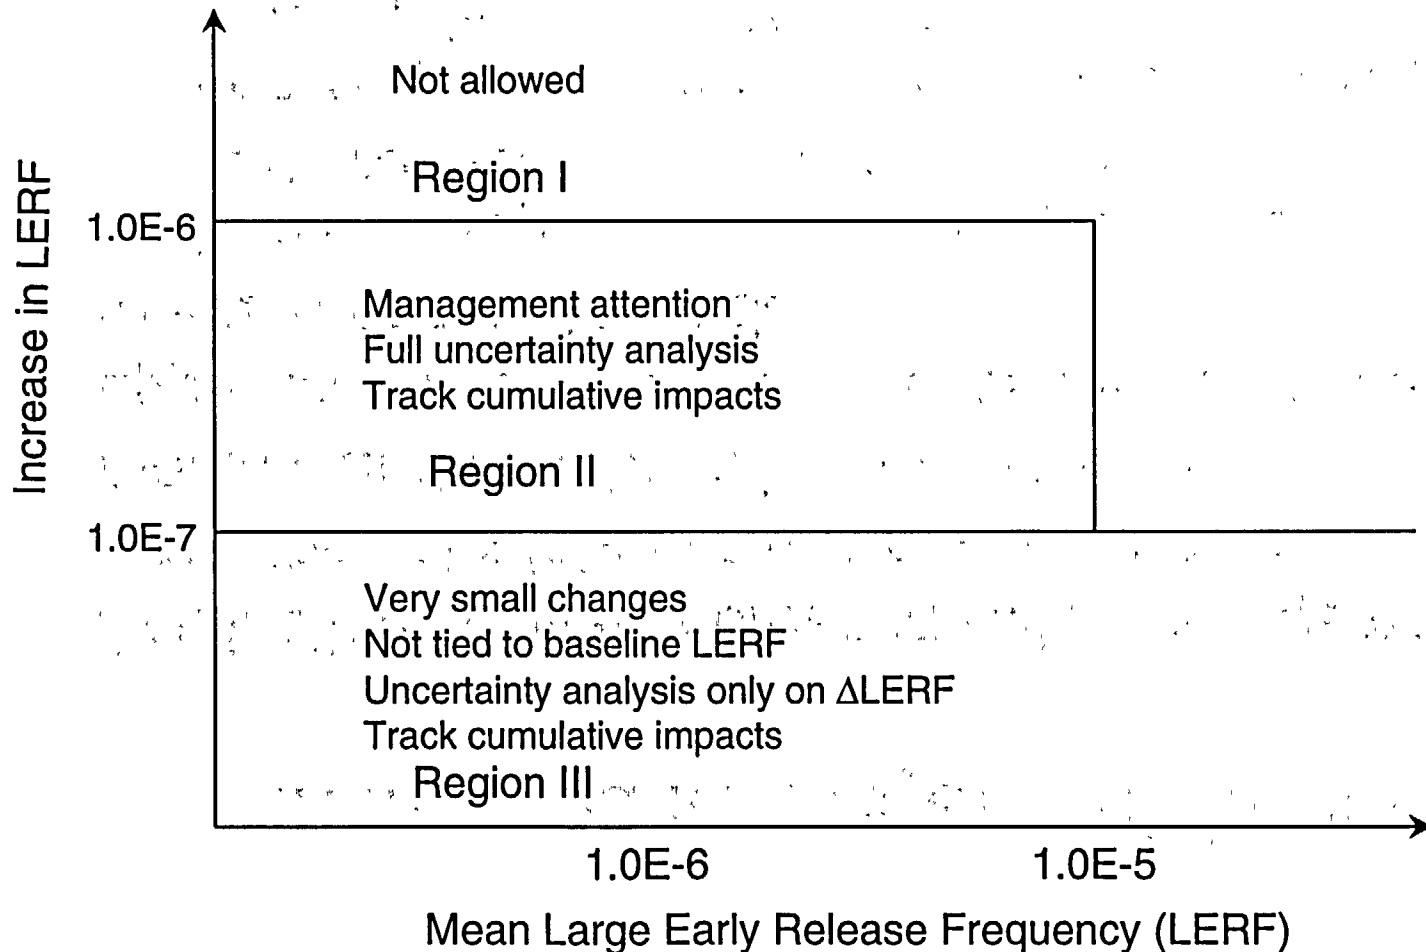 Not allowed
Region I
Increase in LERF
1.0E-6
Management attention
Full uncertainty analysis
Track cumulative impacts
Region II
1.0E-7
Very small changes
Not tied to baseline LERF
Uncertainty analysis only on ΔLERF
Track cumulative impacts
Region III
1.0E-6
1.0E-5
Mean Large Early Release Frequency (LERF)